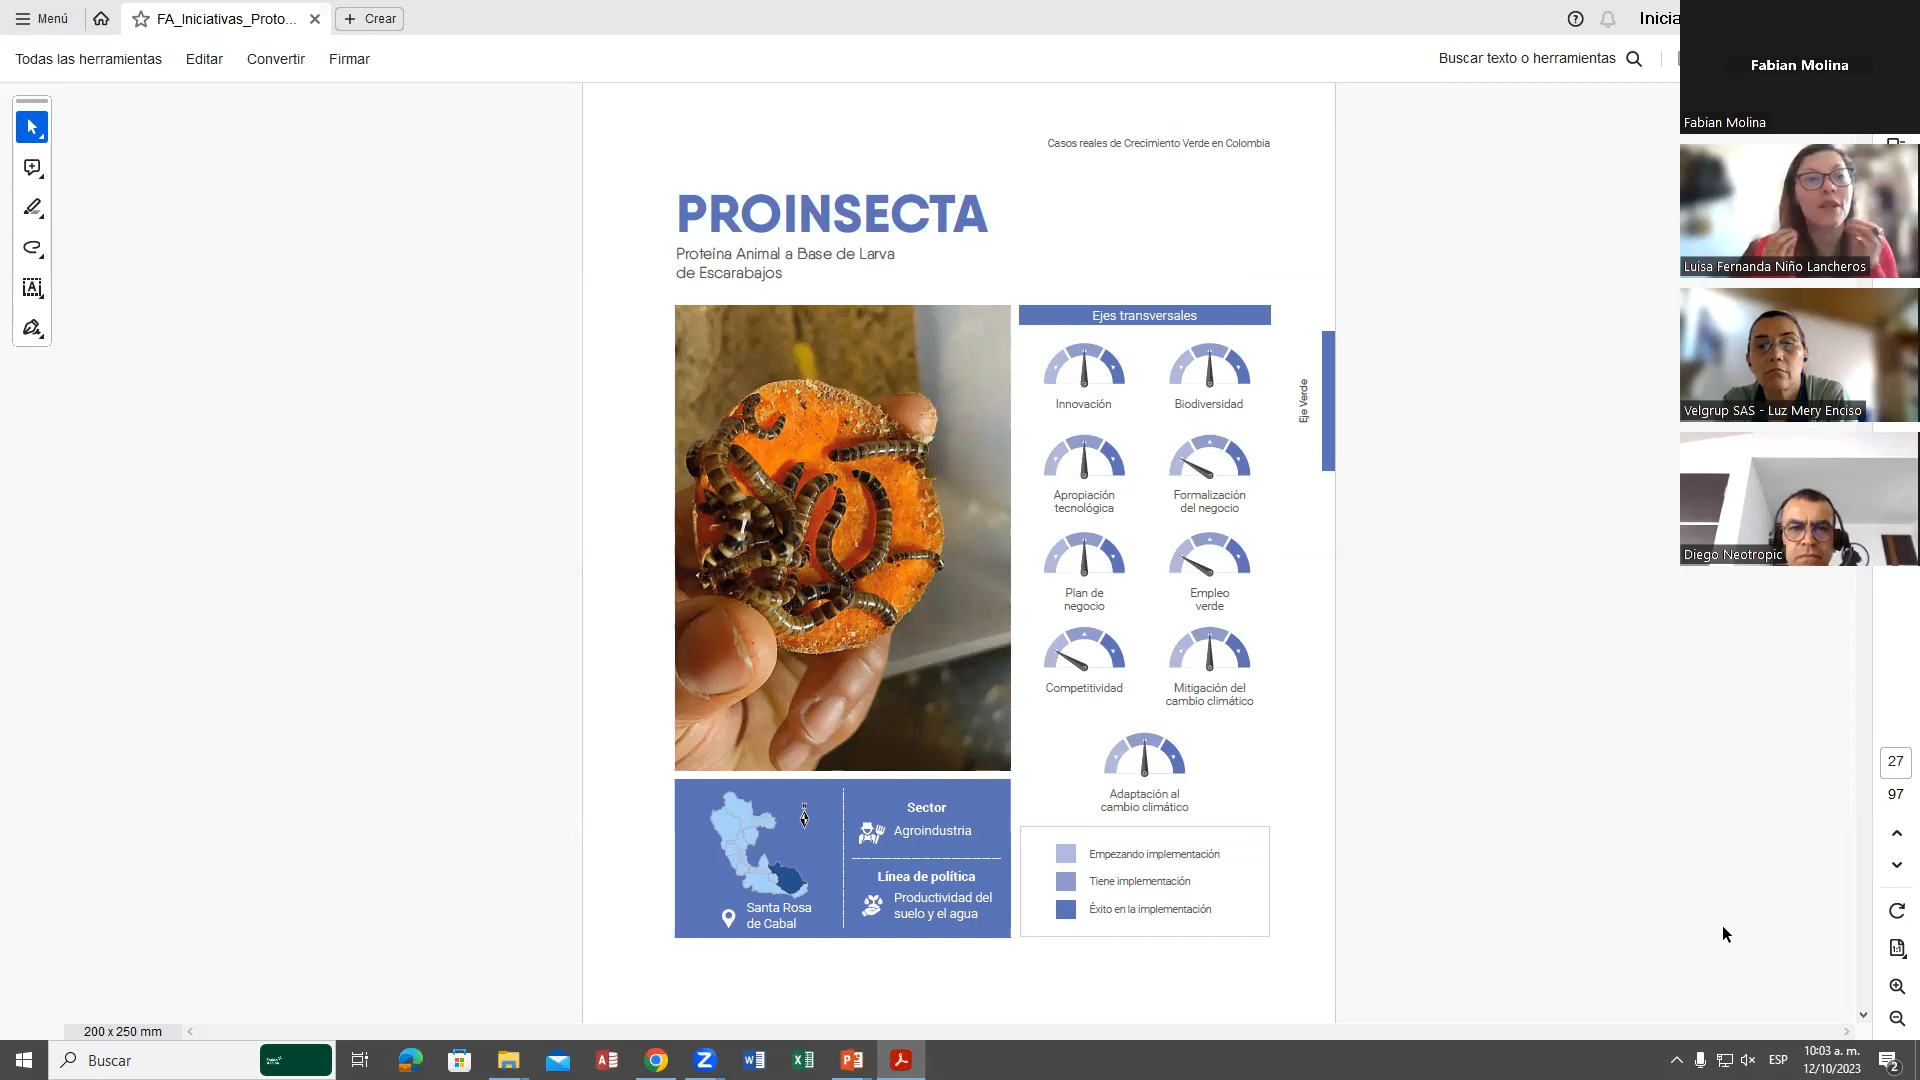 Menú
FA_Iniciativas_Proto...
Crear
Inicia
Todas las herramientas
Editar
Convertir
Firmar
Buscar texto o herramientas
Fabian Molina
Fabian Molina
Luisa Fernanda Niño Lancheros
Velgrup SAS - Luz Mery Enciso
Diego Neotropic
Casos reales de Crecimiento Verde en Colombia
PROINSECTA
Proteína Animal a Base de Larva
de Escarabajos
Ejes transversales
Innovación
Biodiversidad
Apropiación
tecnológica
Formalización
del negocio
Plan de
negocio
Empleo
verde
Competitividad
Mitigación del
cambio climático
Adaptación al
cambio climático
Eje Verde
Empezando implementación
Tiene implementación
Éxito en la implementación
N
Santa Rosa
de Cabal
Sector
Agroindustria
Línea de política
Productividad del
suelo y el agua
27
97
200 x 250 mm
Buscar
ESP
10:03 a. m.
12/10/2023
2